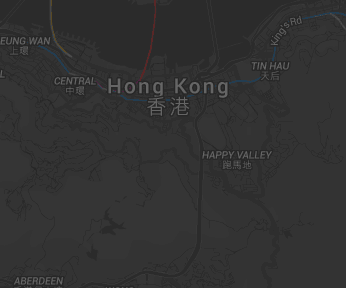 King's Rd
EUNG WAN
上環
TIN HAU
天后
CENTRAL
中環
Hong Kong
香港
HAPPY VALLEY
跑馬地
ABERDEEN